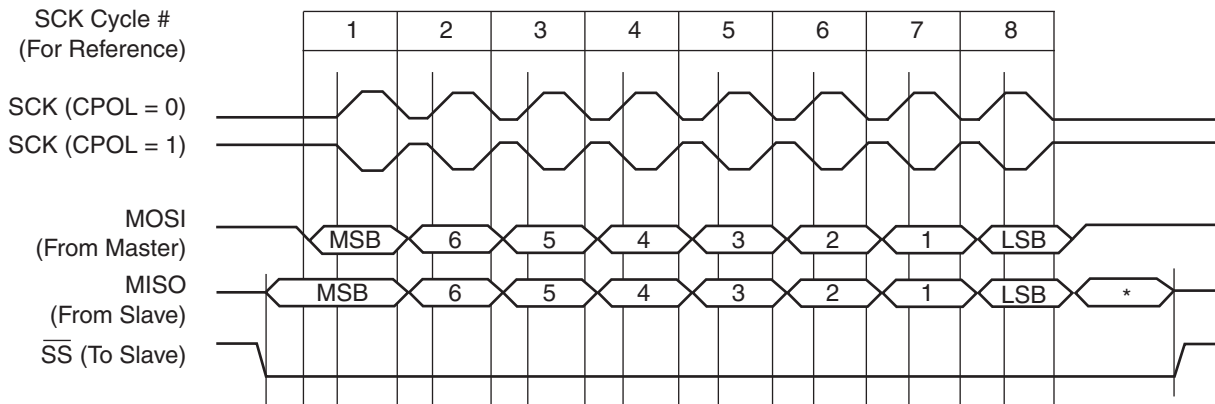 SCK Cycle #
(For Reference)
1 2 3 4 5 6 7 8
SCK (CPOL = 0)
SCK (CPOL = 1)
MOSI
(From Master)
MSB 6 5 4 3 2 1 LSB
MISO
(From Slave)
MSB 6 5 4 3 2 1 LSB *
S̅S̅ (To Slave)